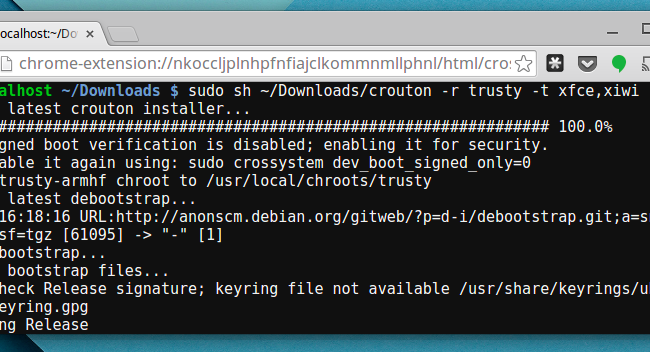 ocalhost:~/Do
chrome-extension://nkoccljplnhpfnfiajclkommnmllphnl/html/cros
alhost ~/Downloads $ sudo sh ~/Downloads/crouton -r trusty -t xfce,xiwi
latest crouton installer...
############################################################# 100.0%
gned boot verification is disabled; enabling it for security.
able it again using: sudo crossystem dev_boot_signed_only=0
trusty-armhf chroot to /usr/local/chroots/trusty
latest debootstrap...
16:18:16 URL:http://anonscm.debian.org/gitweb/?p=d-i/debootstrap.git;a=s
sf=tgz [61095] -> "-" [1]
bootstrap...
bootstrap files...
heck Release signature; keyring file not available /usr/share/keyrings/u
eyring.gpg
ng Release